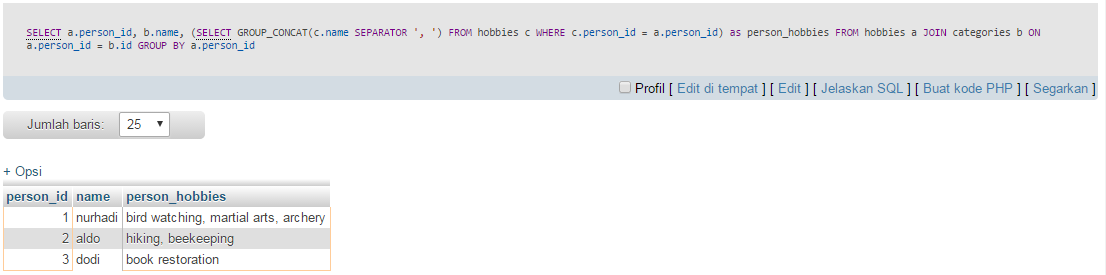 SELECT a.person_id, b.name, (SELECT GROUP_CONCAT(c.name SEPARATOR ', ') FROM hobbies c WHERE c.person_id = a.person_id) as person_hobbies FROM hobbies a JOIN categories b ON
a.person_id = b.id GROUP BY a.person_id
Profil [ Edit di tempat ] [ Edit ] [ Jelaskan SQL ] [ Buat kode PHP ] [ Segarkan ]
Jumlah baris: 25
+ Opsi
person_id name person_hobbies
1 nurhadi bird watching, martial arts, archery
2 aldo hiking, beekeeping
3 dodi book restoration